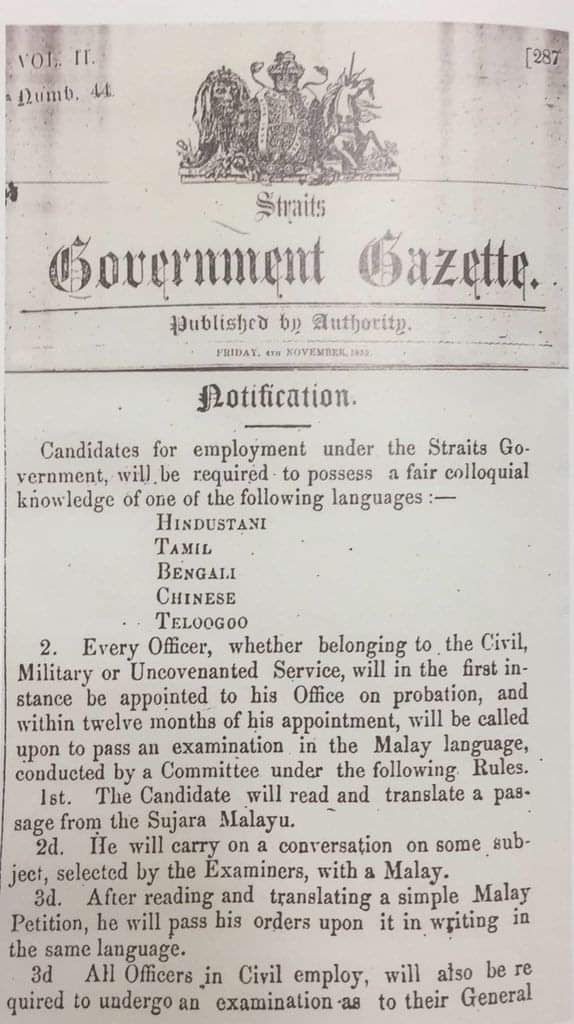 VOL. II.
Numb. 44
[287
Straits
Government Gazette.
Published by Authority.
FRIDAY, 4TH NOVEMBER,
Notification.
Candidates for employment under the Straits Go-
vernment, will be required to possess a fair colloquial
knowledge of one of the following languages :—
HINDUSTANI
TAMIL
BENGALI
CHINESE
TELOOGOO
2. Every Officer, whether belonging to the Civil,
Military or Uncovenanted Service, will in the first in-
stance be appointed to his Office on probation, and
within twelve months of his appointment, will be called
upon to pass an examination in the Malay language,
conducted by a Committee under the following Rules.
1st. The Candidate will read and translate a pas-
sage from the Sujara Malayu.
2d. He will carry on a conversation on some sub-
ject, selected by the Examiners, with a Malay.
3d. After reading and translating a simple Malay
Petition, he will pass his orders upon it in writing in
the same language.
3d All Officers in Civil employ, will also be re
quired to undergo an examination as to their General